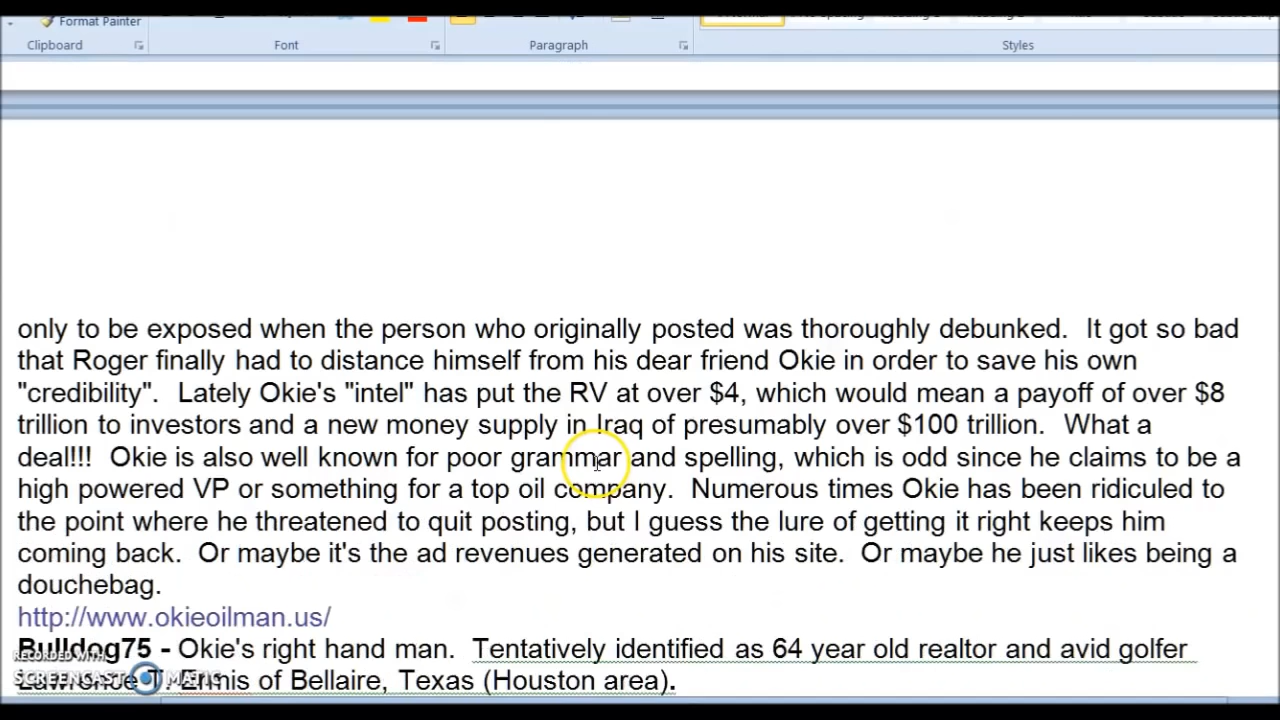 Format Painter
Clipboard
Font
Paragraph
Styles
only to be exposed when the person who originally posted was thoroughly debunked.  It got so bad
that Roger finally had to distance himself from his dear friend Okie in order to save his own
"credibility".  Lately Okie's "intel" has put the RV at over $4, which would mean a payoff of over $8
trillion to investors and a new money supply in Iraq of presumably over $100 trillion.  What a
deal!!!  Okie is also well known for poor grammar and spelling, which is odd since he claims to be a
high powered VP or something for a top oil company.  Numerous times Okie has been ridiculed to
the point where he threatened to quit posting, but I guess the lure of getting it right keeps him
coming back.  Or maybe it's the ad revenues generated on his site.  Or maybe he just likes being a
douchebag.
http://www.okieoilman.us/
Bulldog75 - Okie's right hand man.  Tentatively identified as 64 year old realtor and avid golfer
Lawrence T. Ermis of Bellaire, Texas (Houston area).
RECORDED WITH
SCREENCAST MATIC